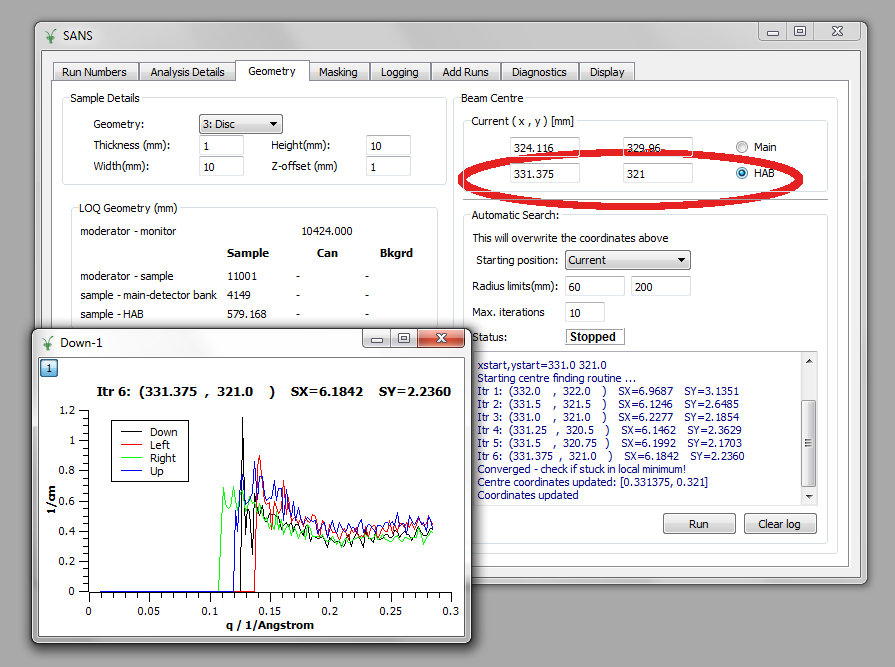 SANS
Run Numbers Analysis Details Geometry Masking Logging Add Runs Diagnostics Display
Sample Details
Geometry: 3: Disc
Thickness (mm): 1 Height(mm): 10
Width(mm): 10 Z-offset (mm) 1
LOQ Geometry (mm)
moderator - monitor 10424.000
Sample Can Bkgrd
moderator - sample 11001 - -
sample - main-detector bank 4149 - -
sample - HAB 579.168 - -
Beam Centre
Current ( x , y ) [mm]
324.116 329.96 Main
331.375 321 HAB
Automatic Search:
This will overwrite the coordinates above
Starting position: Current
Radius limits(mm): 60 200
Max. iterations 10
Status: Stopped
xstart,ystart=331.0 321.0
Starting centre finding routine ...
Itr 1: (332.0 , 322.0 ) SX=6.9687 SY=3.1351
Itr 2: (331.5 , 321.5 ) SX=6.1246 SY=2.6485
Itr 3: (331.0 , 321.0 ) SX=6.2277 SY=2.1854
Itr 4: (331.25 , 320.5 ) SX=6.1462 SY=2.3629
Itr 5: (331.5 , 320.75 ) SX=6.1992 SY=2.1703
Itr 6: (331.375 , 321.0 ) SX=6.1842 SY=2.2360
Converged - check if stuck in local minimum!
Centre coordinates updated: [0.331375, 0.321]
Coordinates updated
Run Clear log
Down-1
1
Itr 6: (331.375 , 321.0 ) SX=6.1842 SY=2.2360
Down
Left
Right
Up
1.2
1
0.8
0.6
0.4
0.2
0
1/cm
0 0.05 0.1 0.15 0.2 0.25 0.3
q / 1/Angstrom